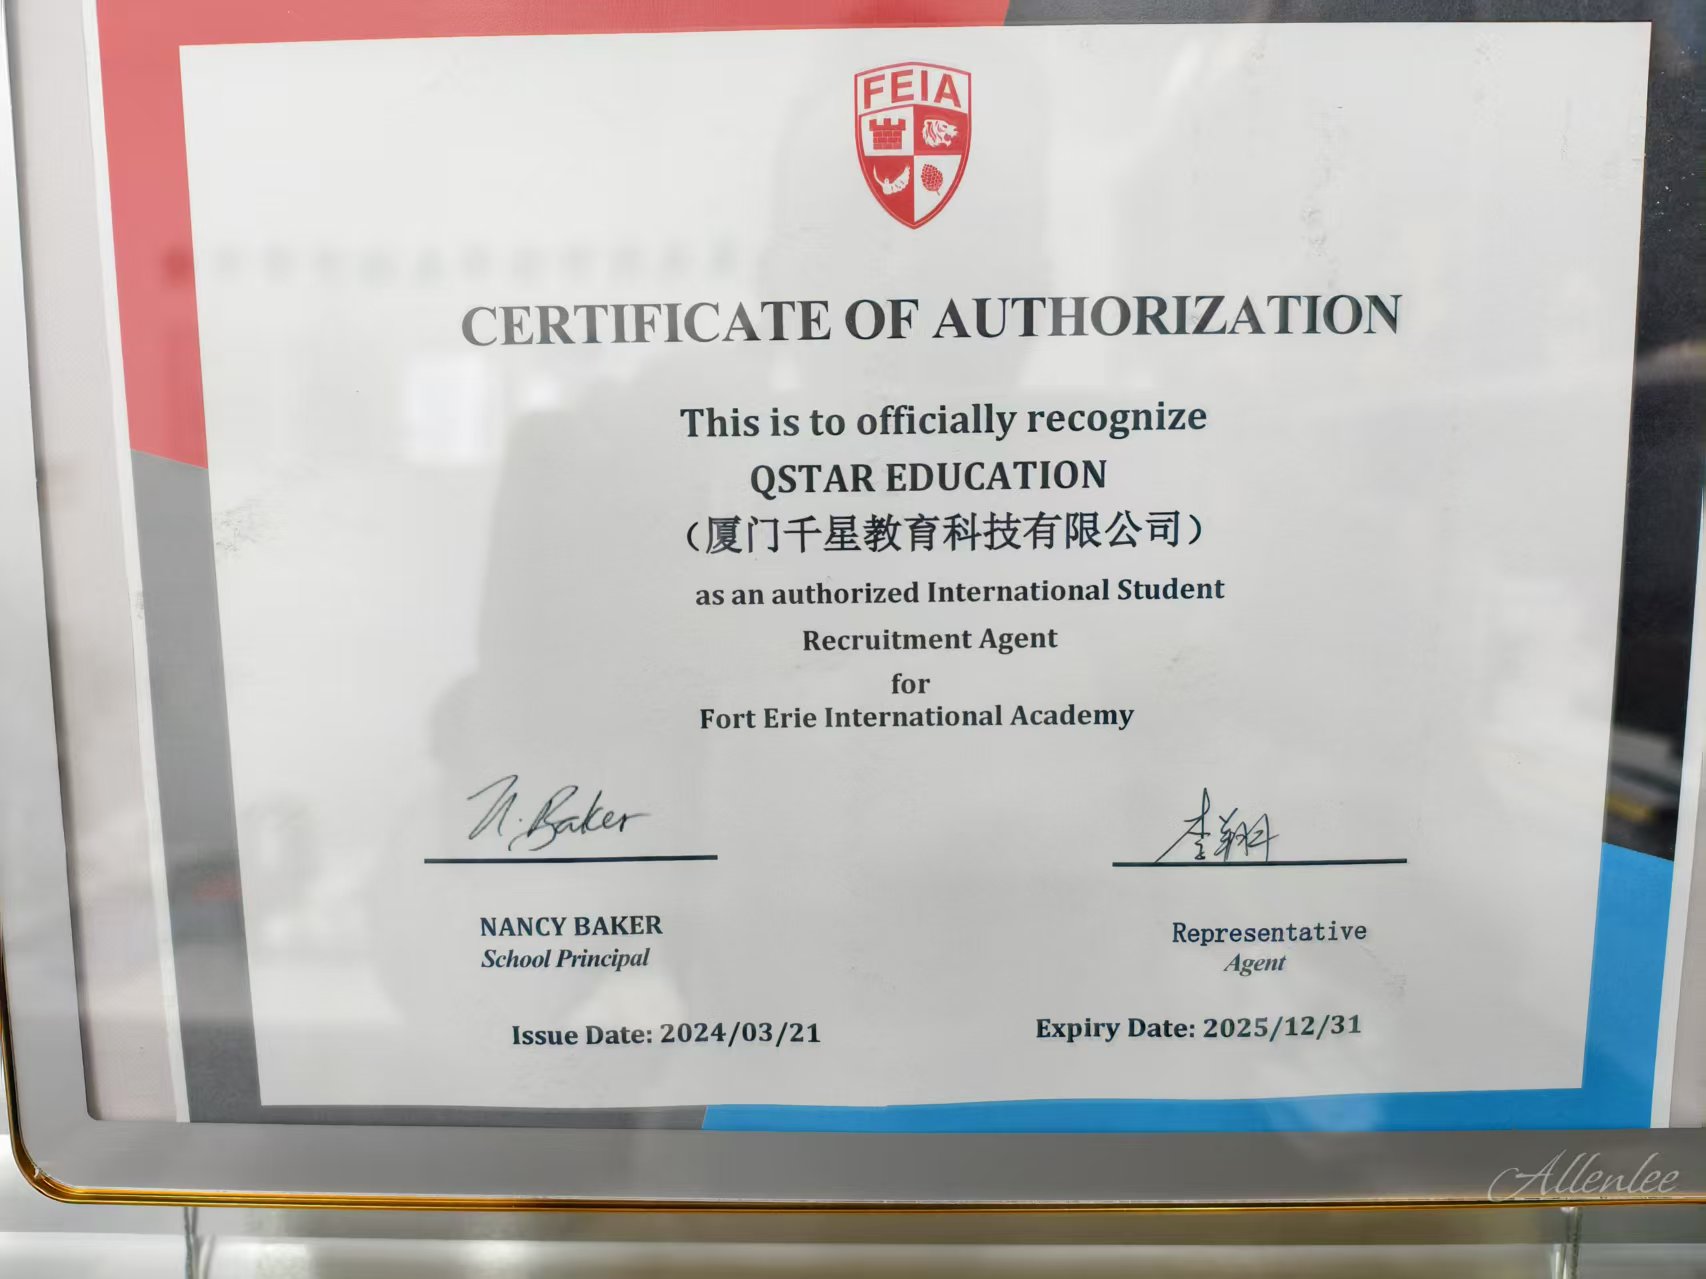 FEIA
CERTIFICATE OF AUTHORIZATION
This is to officially recognize
QSTAR EDUCATION
（厦门千星教育科技有限公司）
as an authorized International Student
Recruitment Agent
for
Fort Erie International Academy
N. Baker
李翔
NANCY BAKER
School Principal
Representative
Agent
Issue Date: 2024/03/21
Expiry Date: 2025/12/31
Allenlee